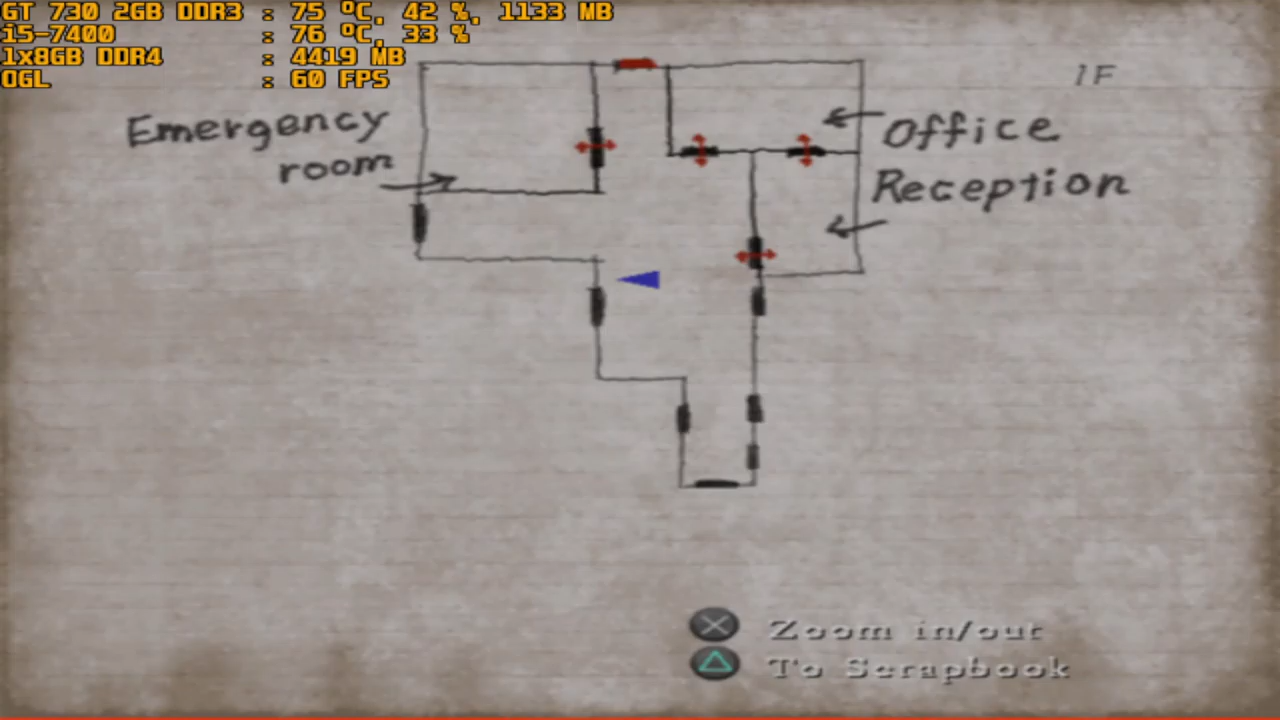 GT 730 2GB DDR3 : 75 ºC, 42 %, 1133 MB
i5-7400 : 76 ºC, 33 %
1x8GB DDR4 : 4419 MB
OGL : 60 FPS
1F
Emergency
room
Office
Reception
Zoom in/out
To Scrapbook